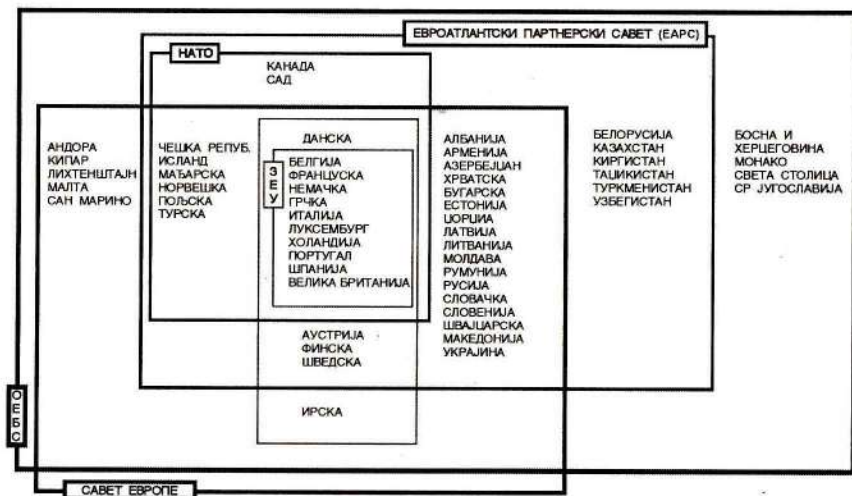 ЕВРОАТЛАНТСКИ ПАРТНЕРСКИ САВЕТ (ЕАРС)
НАТО
КАНАДА
САД
АНДОРА
КИПАР
ЛИХТЕНШТАЈН
МАЛТА
САН МАРИНО
ЧЕШКА РЕПУБ.
ИСЛАНД
МАЂАРСКА
НОРВЕШКА
ПОЉСКА
ТУРСКА
ДАНСКА
ЗЕУ
БЕЛГИЈА
ФРАНЦУСКА
НЕМАЧКА
ГРЧКА
ИТАЛИЈА
ЛУКСЕМБУРГ
ХОЛАНДИЈА
ПОРТУГАЛ
ШПАНИЈА
ВЕЛИКА БРИТАНИЈА
АУСТРИЈА
ФИНСКА
ШВЕДСКА
ИРСКА
АЛБАНИЈА
АРМЕНИЈА
АЗЕРБЕЈЏАН
ХРВАТСКА
БУГАРСКА
ЕСТОНИЈА
ЏОРЏИА
ЛАТВИЈА
ЛИТВАНИЈА
МОЛДАВА
РУМУНИЈА
РУСИЈА
СЛОВАЧКА
СЛОВЕНИЈА
ШВАЈЦАРСКА
МАКЕДОНИЈА
УКРАЈИНА
БЕЛОРУСИЈА
КАЗАХСТАН
КИРГИСТАН
ТАЏИКИСТАН
ТУРКМЕНИСТАН
УЗБЕГИСТАН
БОСНА И
ХЕРЦЕГОВИНА
МОНАКО
СВЕТА СТОЛИЦА
СР ЈУГОСЛАВИЈА
ОЕБС
САВЕТ ЕВРОПЕ